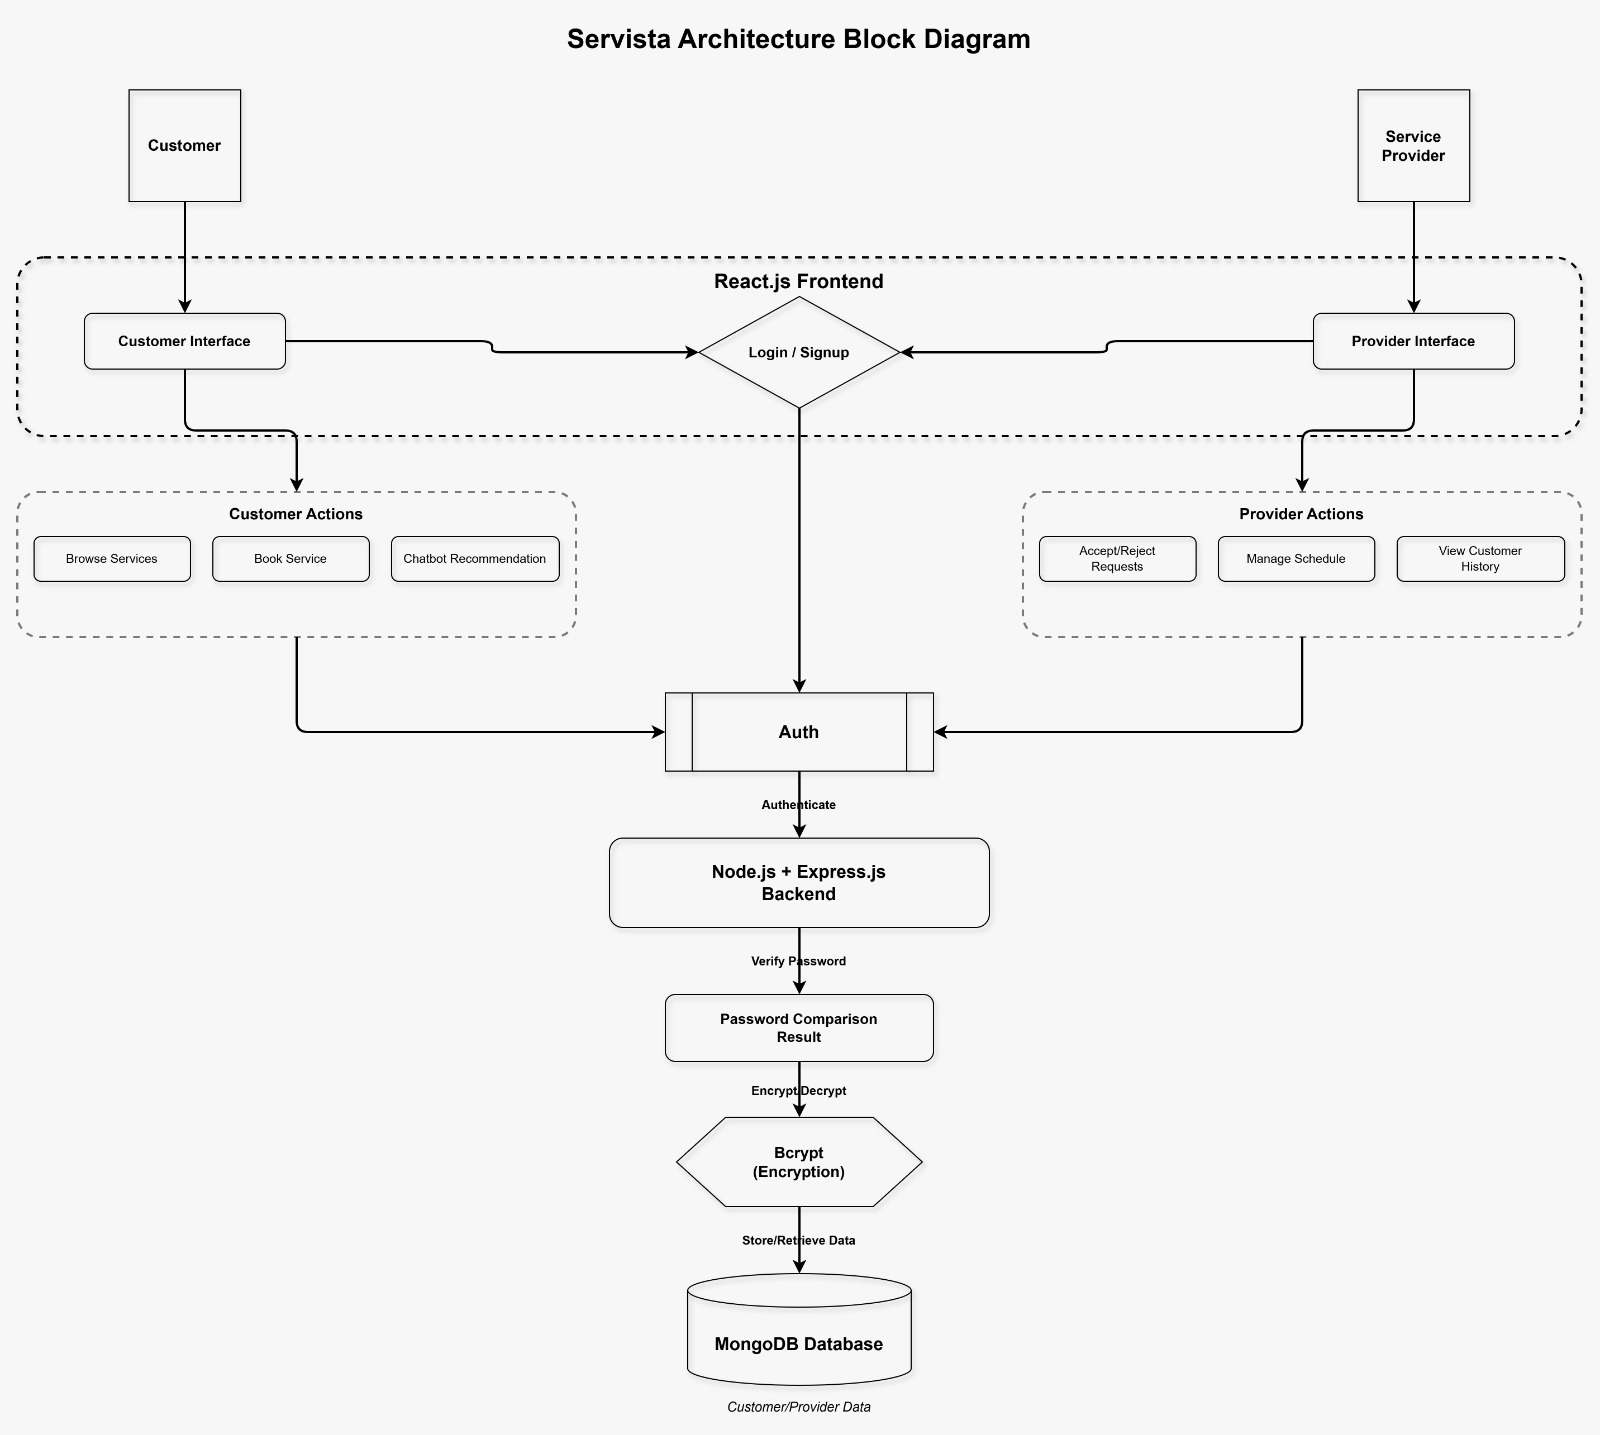 Servista Architecture Block Diagram
Customer
Service
Provider
React.js Frontend
Customer Interface
Login / Signup
Provider Interface
Customer Actions
Browse Services
Book Service
Chatbot Recommendation
Provider Actions
Accept/Reject
Requests
Manage Schedule
View Customer
History
Auth
Authenticate
Node.js + Express.js
Backend
Verify Password
Password Comparison
Result
Encrypt/Decrypt
Bcrypt
(Encryption)
Store/Retrieve Data
MongoDB Database
Customer/Provider Data